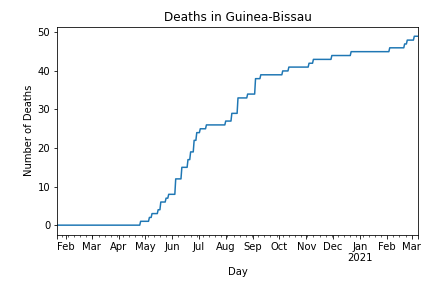 Deaths in Guinea-Bissau
50
40
30
20
10
0
Number of Deaths
Feb Mar Apr May Jun Jul Aug Sep Oct Nov Dec Jan Feb Mar
2021
Day